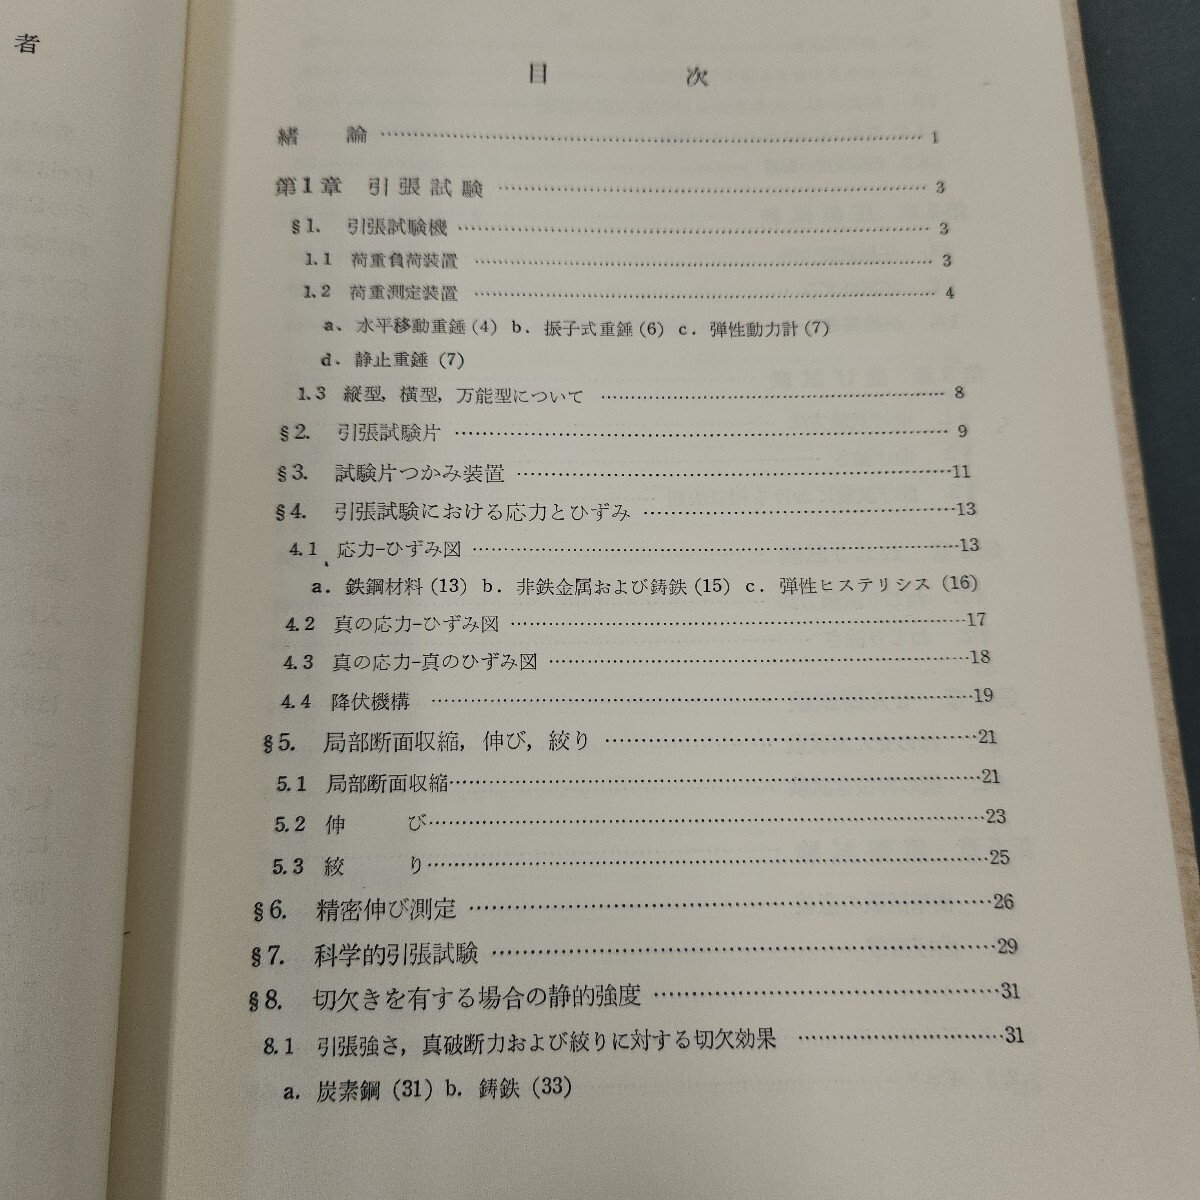 者
目 次
緒 論 1
第1章 引張試験 3
§1. 引張試験機 3
1.1 荷重負荷装置 3
1.2 荷重測定装置 4
a. 水平移動重錘 (4) b. 振子式重錘 (6) c. 弾性動力計 (7)
d. 静止重錘 (7)
1.3 縦型, 横型, 万能型について 8
§2. 引張試験片 9
§3. 試験片つかみ装置 11
§4. 引張試験における応力とひずみ 13
4.1 応力-ひずみ図 13
a. 鉄鋼材料 (13) b. 非鉄金属および鋳鉄 (15) c. 弾性ヒステリシス (16)
4.2 真の応力-ひずみ図 17
4.3 真の応力-真のひずみ図 18
4.4 降伏機構 19
§5. 局部断面収縮, 伸び, 絞り 21
5.1 局部断面収縮 21
5.2 伸 び 23
5.3 絞 り 25
§6. 精密伸び測定 26
§7. 科学的引張試験 29
§8. 切欠きを有する場合の静的強度 31
8.1 引張強さ, 真破断力および絞りに対する切欠効果 31
a. 炭素鋼 (31) b. 鋳鉄 (33)